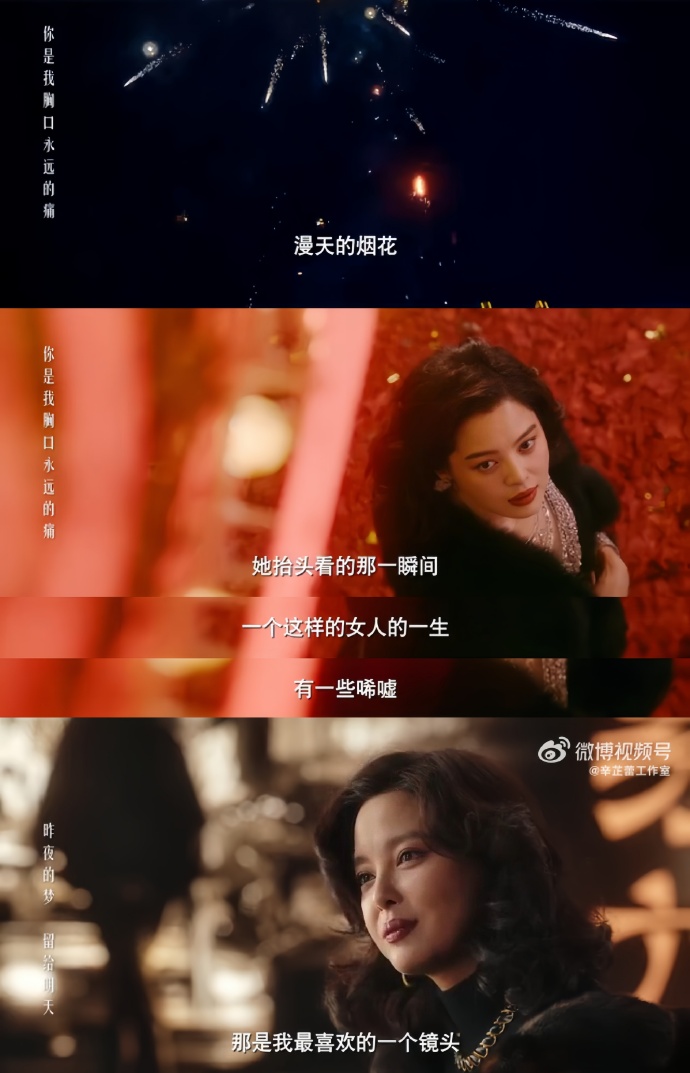 你是我胸口永远的痛
漫天的烟花
你是我胸口永远的痛
她抬头看的那一瞬间
一个这样的女人的一生
有一些唏嘘
微博视频号
@辛芷蕾工作室
昨夜的梦 留给明天
那是我最喜欢的一个镜头